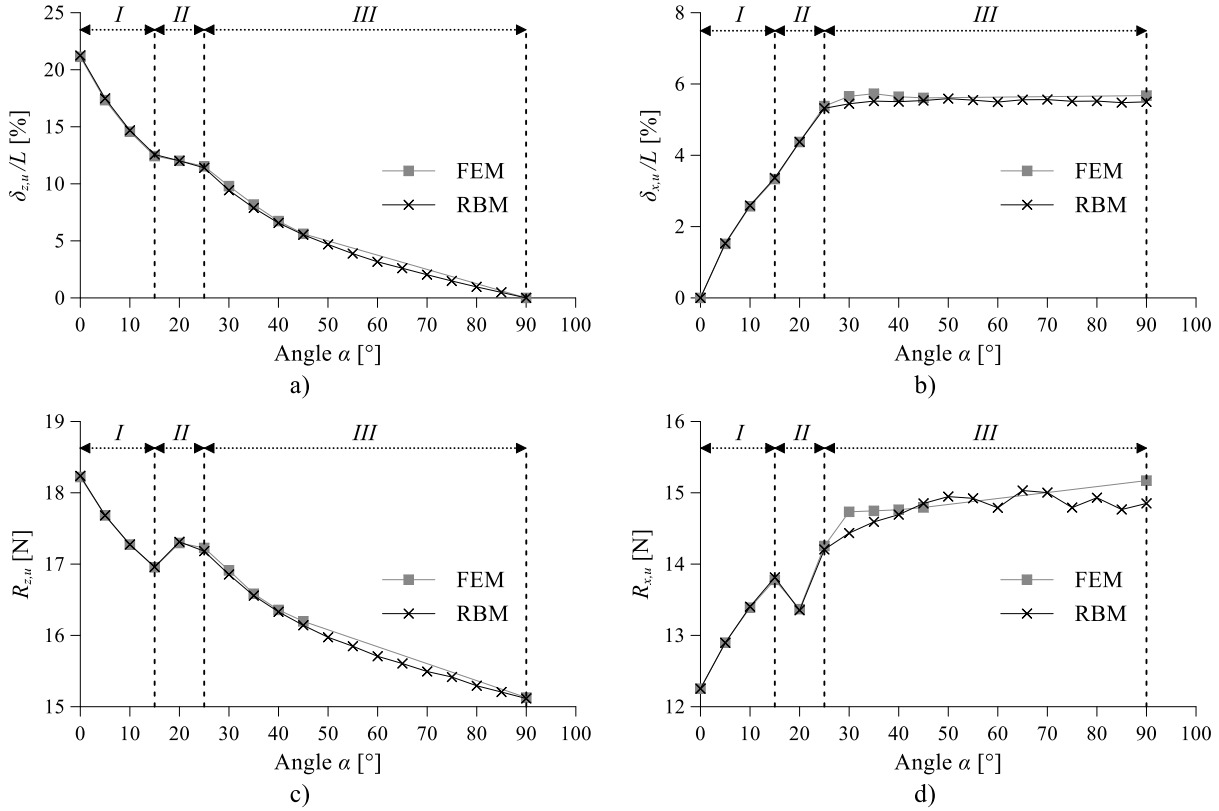 I II III
25
20
15
10
5
0
δz,u/L [%]
FEM
RBM
0 10 20 30 40 50 60 70 80 90 100
Angle α [°]
a)
I II III
8
6
4
2
0
δx,u/L [%]
FEM
RBM
0 10 20 30 40 50 60 70 80 90 100
Angle α [°]
b)
I II III
19
18
17
16
15
Rz,u [N]
FEM
RBM
0 10 20 30 40 50 60 70 80 90 100
Angle α [°]
c)
I II III
16
15
14
13
12
Rx,u [N]
FEM
RBM
0 10 20 30 40 50 60 70 80 90 100
Angle α [°]
d)